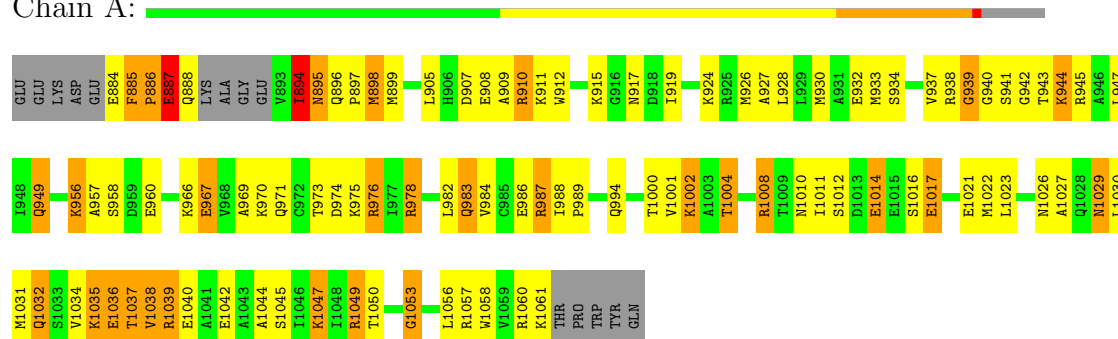 Chain A:
GLU GLU LYS ASP GLU E884 F885 P886 E887 Q888 LYS ALA GLY GLU V893 I894 N895 Q896 P897 M898 M899 L905 H906 D907 E908 A909 R910 K911 W912 K915 G916 N917 D918 I919 K924 R925 M926 A927 L928 L929 M930 A931 E932 M933 S934 V937 R938 G939 G940 S941 G942 T943 K944 R945 A946 L947
I948 Q949 K956 A957 S958 D959 E960 K966 E967 V968 A969 K970 Q971 C972 T973 D974 K975 R976 I977 R978 L982 Q983 V984 C985 E986 R987 I988 P989 Q994 T1000 V1001 K1002 A1003 T1004 R1008 T1009 N1010 I1011 S1012 D1013 E1014 E1015 S1016 E1017 E1021 M1022 L1023 N1026 A1027 Q1028 N1029 L1030
M1031 Q1032 S1033 V1034 K1035 E1036 T1037 V1038 R1039 E1040 A1041 E1042 A1043 A1044 S1045 I1046 K1047 I1048 R1049 T1050 G1053 L1056 R1057 W1058 V1059 R1060 K1061 THR PRO TRP TYR GLN